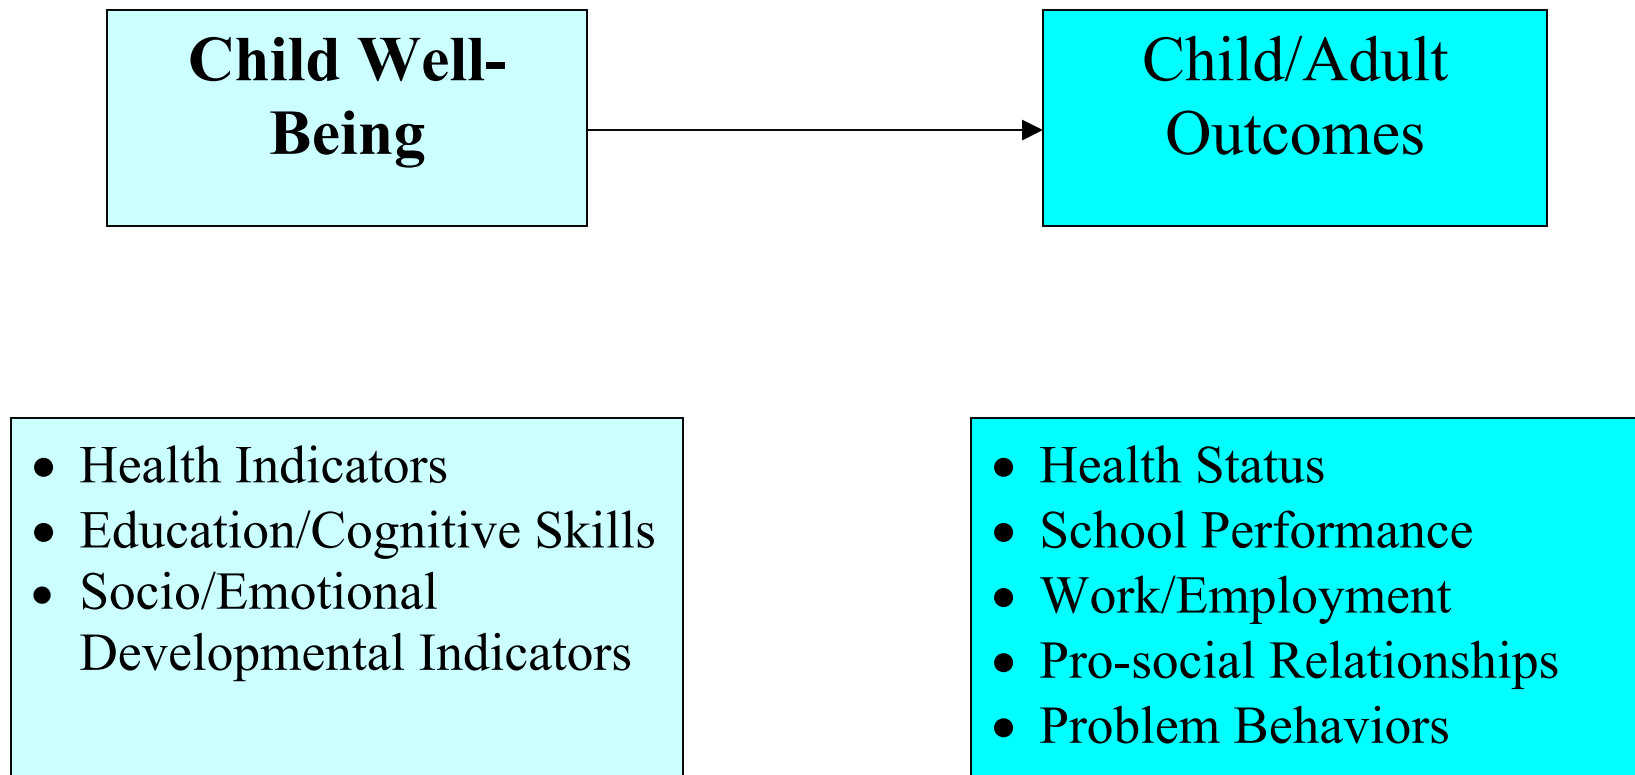 Child Well-
Being
Child/Adult
Outcomes
• Health Indicators
• Education/Cognitive Skills
• Socio/Emotional
Developmental Indicators
• Health Status
• School Performance
• Work/Employment
• Pro-social Relationships
• Problem Behaviors